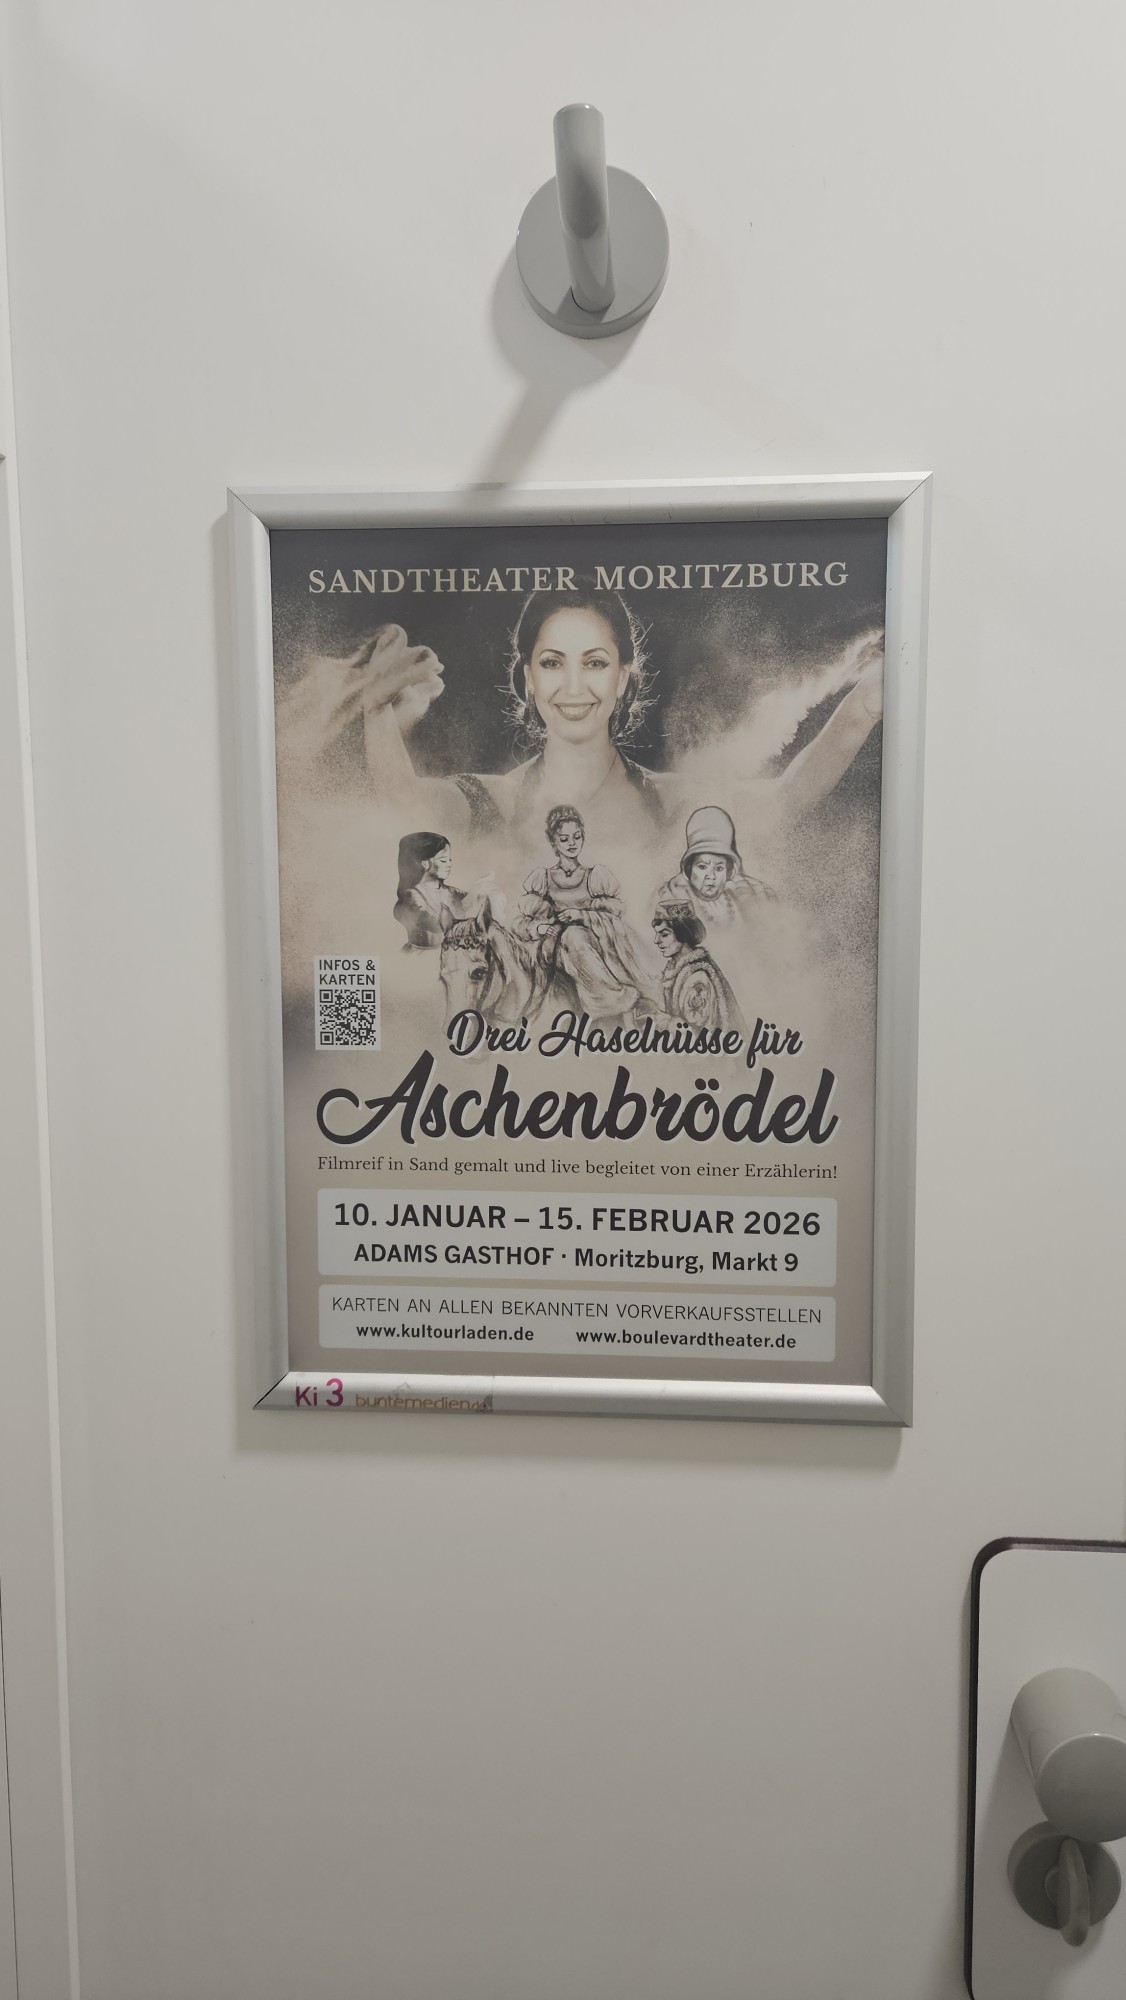 SANDTHEATER MORITZBURG
INFOS &
KARTEN
Drei Haselnüsse für
Aschenbrödel
Filmreif in Sand gemalt und live begleitet von einer Erzählerin!
10. JANUAR – 15. FEBRUAR 2026
ADAMS GASTHOF · Moritzburg, Markt 9
KARTEN AN ALLEN BEKANNTEN VORVERKAUFSSTELLEN
www.kultourladen.de www.boulevardtheater.de
Ki 3 buntemedien.de